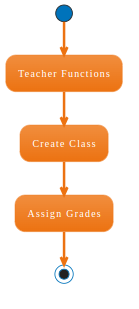 Teacher Functions
Create Class
Assign Grades